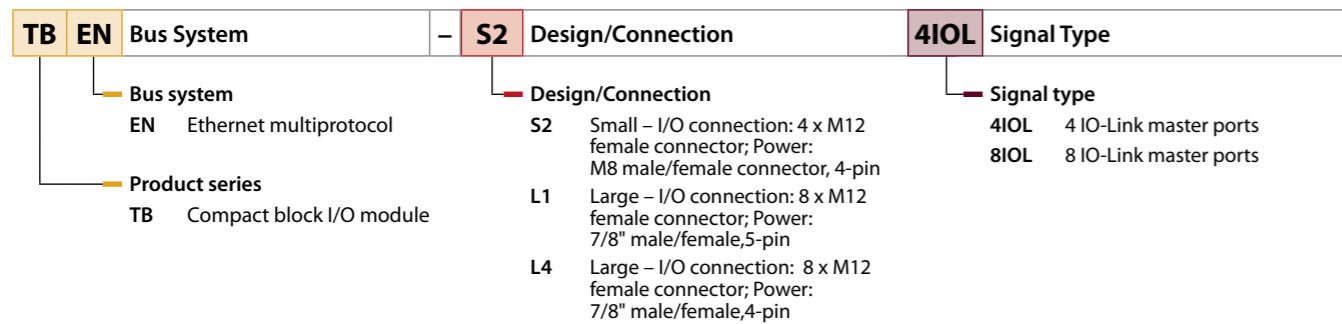 TB EN Bus System – S2 Design/Connection 4IOL Signal Type
Bus system
EN Ethernet multiprotocol
Product series
TB Compact block I/O module
Design/Connection
S2 Small – I/O connection: 4 x M12
female connector; Power:
M8 male/female connector, 4-pin
L1 Large – I/O connection: 8 x M12
female connector; Power:
7/8" male/female,5-pin
L4 Large – I/O connection: 8 x M12
female connector; Power:
7/8" male/female,4-pin
Signal type
4IOL 4 IO-Link master ports
8IOL 8 IO-Link master ports